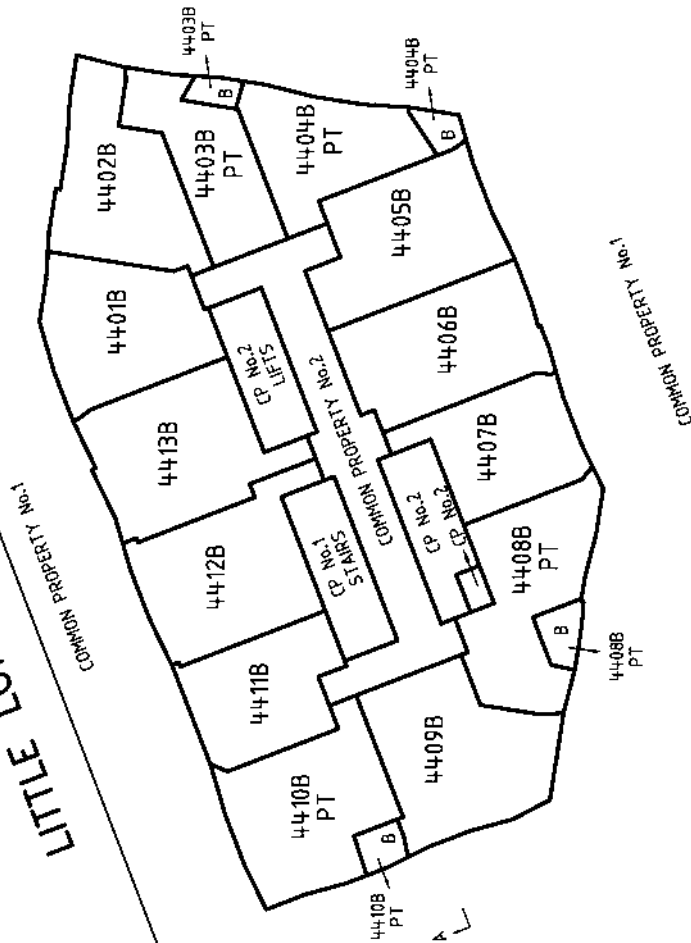 4403B
PT
B
4402B
4404B
PT
B
4403B
PT
4404B
PT
4401B
4405B
CP No.2
LIFTS
4406B
COMMON PROPERTY No.2
COMMON PROPERTY No.1
4413B
4407B
CP No.2
CP No.2
COMMON PROPERTY No.1
4412B
CP No.1
STAIRS
4408B
PT
B
4408B
PT
4411B
4409B
LITTLE
4410B
PT
B
4410B
PT
A